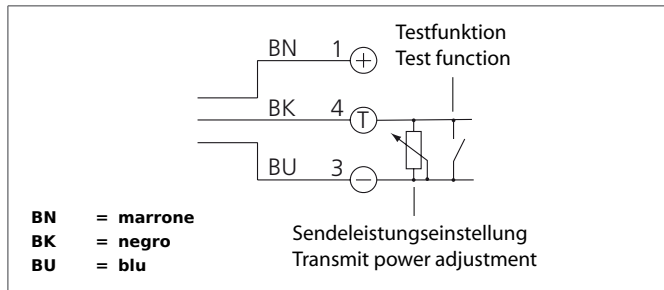 Testfunktion
Test function
BN 1 +
BK 4 T
BU 3 −
BN = marrone
BK = negro
BU = blu
Sendeleistungseinstellung
Transmit power adjustment